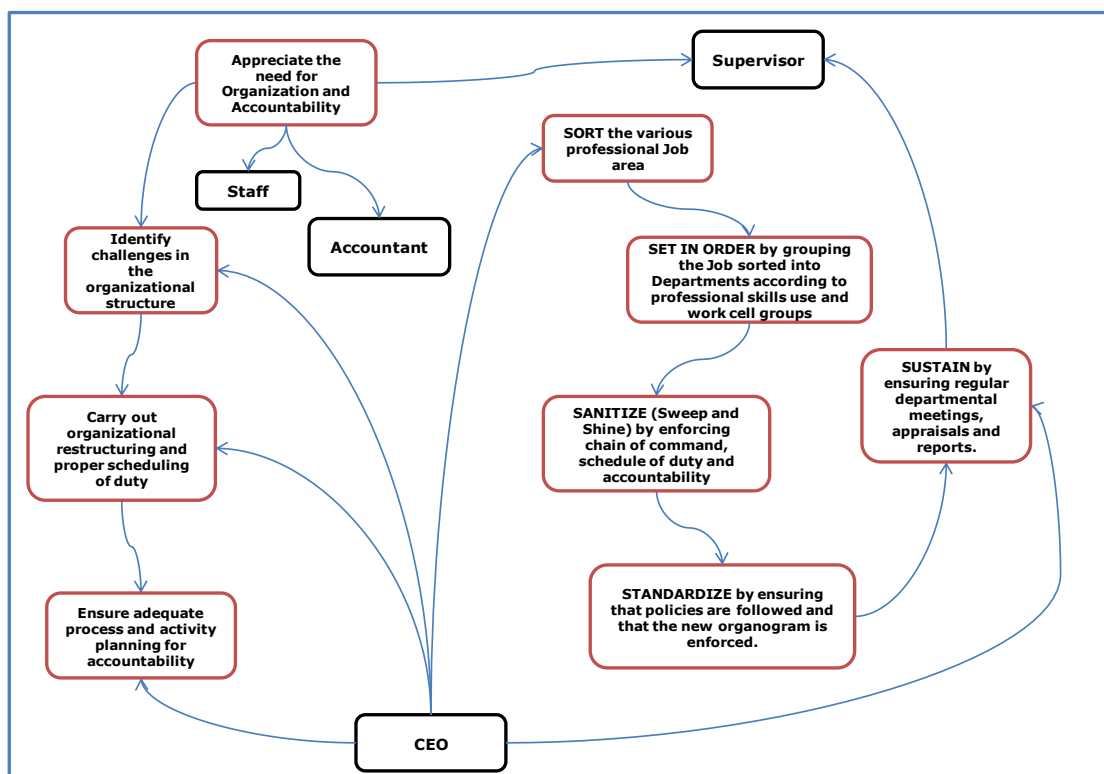 Appreciate the
need for
Organization and
Accountability
Supervisor
SORT the various
professional Job
area
Staff
Accountant
Identify
challenges in
the
organizational
structure
SET IN ORDER by grouping
the Job sorted into
Departments according to
professional skills use and
work cell groups
SUSTAIN by
ensuring regular
departmental
meetings,
appraisals and
reports.
Carry out
organizational
restructuring and
proper scheduling
of duty
SANITIZE (Sweep and
Shine) by enforcing
chain of command,
schedule of duty and
accountability
STANDARDIZE by ensuring
that policies are followed and
that the new organogram is
enforced.
Ensure adequate
process and activity
planning for
accountability
CEO